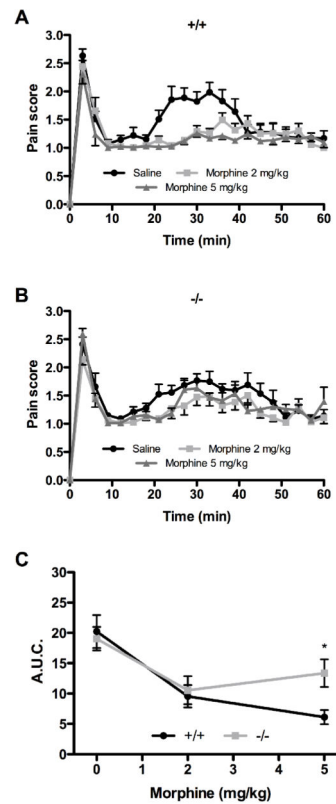 A
+/+
Pain score
3.0
2.5
2.0
1.5
1.0
0.5
0.0
Saline Morphine 2 mg/kg
Morphine 5 mg/kg
0 10 20 30 40 50 60
Time (min)
B
-/-
Pain score
3.0
2.5
2.0
1.5
1.0
0.5
0.0
Saline Morphine 2 mg/kg
Morphine 5 mg/kg
0 10 20 30 40 50 60
Time (min)
C
A.U.C.
30
25
20
15
10
5
0
*
+/+ -/-
0 2 4 5
Morphine (mg/kg)